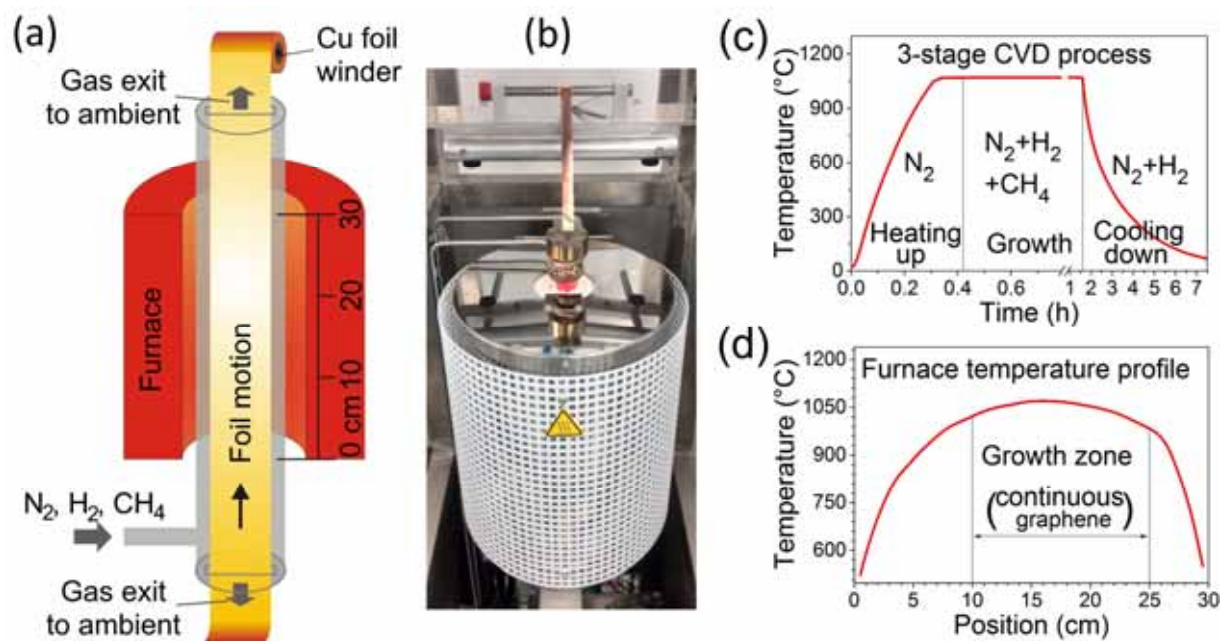 (a)
Cu foil
winder
Gas exit
to ambient
Furnace
Foil motion
0 cm 10 20 30
N₂, H₂, CH₄
Gas exit
to ambient
(b)
(c)
3-stage CVD process
Temperature (°C)
1200
900
600
300
0
N₂
N₂+H₂
+CH₄
N₂+H₂
Heating
up
Growth
Cooling
down
0.0 0.2 0.4 0.6 1 2 3 4 5 6 7
Time (h)
(d)
Furnace temperature profile
Temperature (°C)
1200
1050
900
750
600
Growth zone
(continuous
graphene)
0 5 10 15 20 25 30
Position (cm)